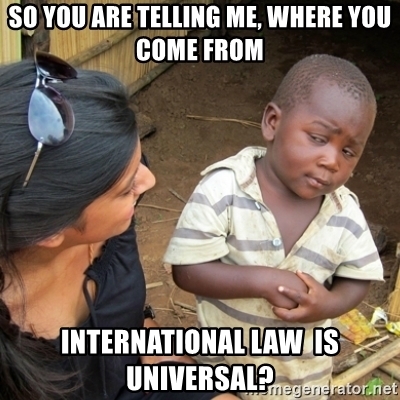 SO YOU ARE TELLING ME, WHERE YOU
COME FROM
INTERNATIONAL LAW IS
UNIVERSAL?
memegenerator.net